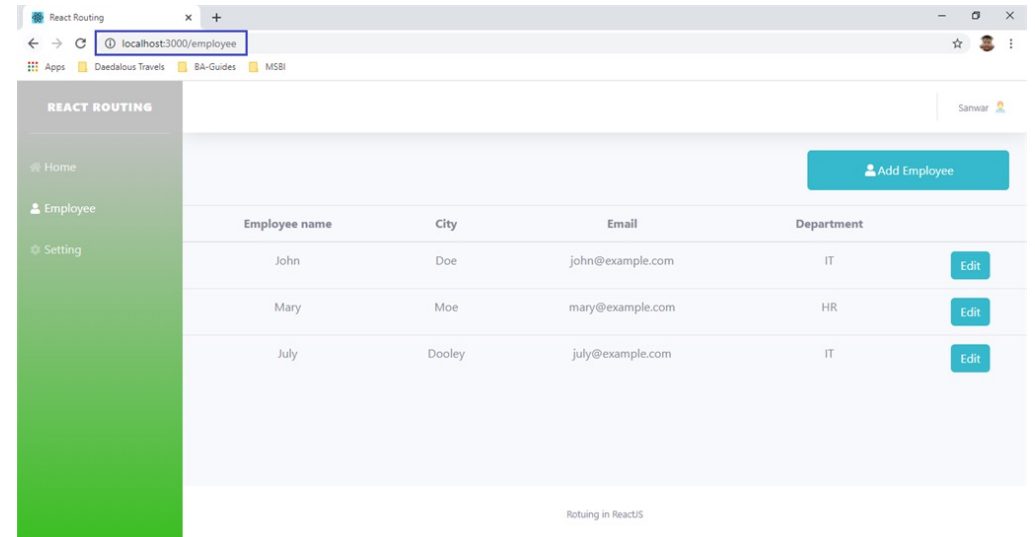 React Routing
localhost:3000/employee
Apps Daedalous Travels BA-Guides MSBI
REACT ROUTING
Sanwar
Home
Add Employee
Employee
Employee name City Email Department
Setting
John Doe john@example.com IT Edit
Mary Moe mary@example.com HR Edit
July Dooley july@example.com IT Edit
Rotuing in ReactJS